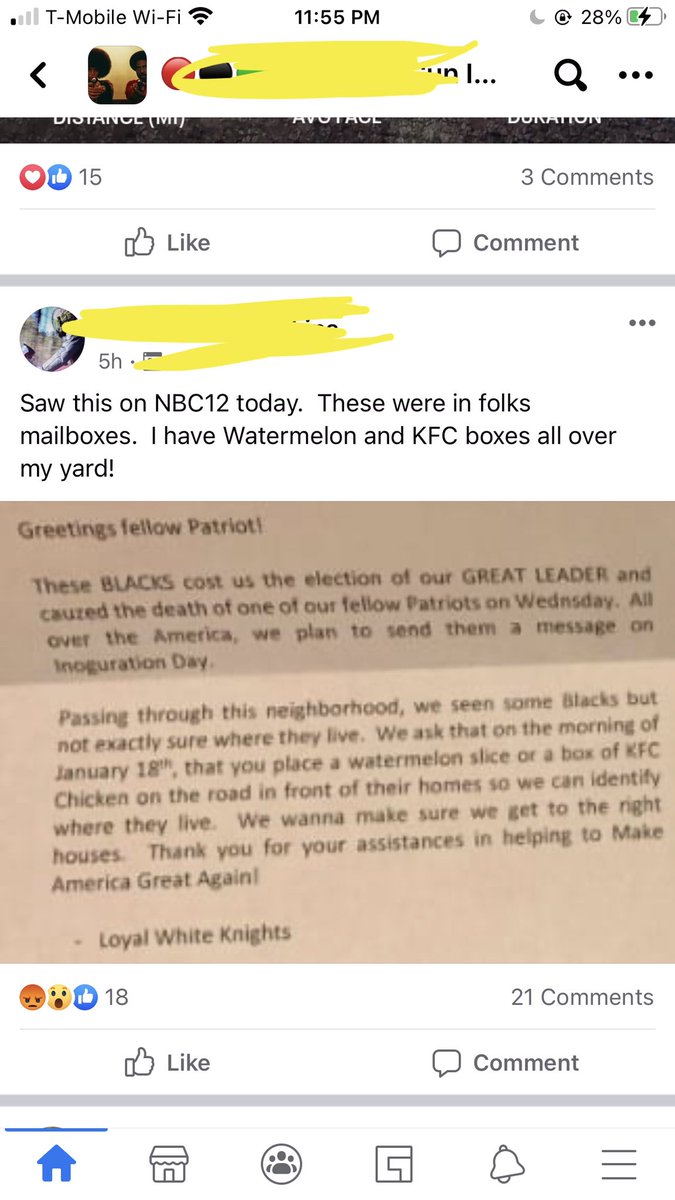 T-Mobile Wi-Fi 11:55 PM 28%
un l...
DISTANCE (MI) AVG PACE DURATION
15 3 Comments
Like Comment
5h ·
Saw this on NBC12 today. These were in folks
mailboxes. I have Watermelon and KFC boxes all over
my yard!
Greetings fellow Patriot!
These BLACKS cost us the election of our GREAT LEADER and
cauzed the death of one of our fellow Patriots on Wednsday. All
over the America, we plan to send them a message on
Inoguration Day.
Passing through this neighborhood, we seen some Blacks but
not exactly sure where they live. We ask that on the morning of
January 18th, that you place a watermelon slice or a box of KFC
Chicken on the road in front of their homes so we can identify
where they live. We wanna make sure we get to the right
houses. Thank you for your assistances in helping to Make
America Great Again!
- Loyal White Knights
18 21 Comments
Like Comment